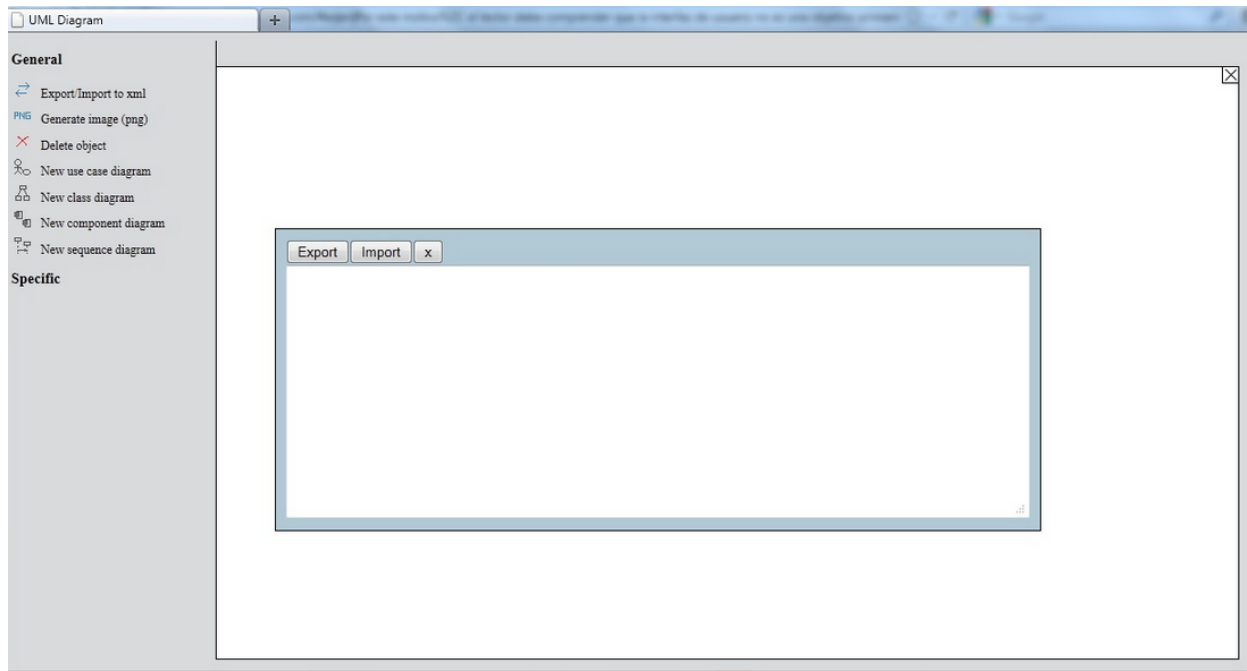 UML Diagram
+
General
Export/Import to xml
PNG Generate image (png)
Delete object
New use case diagram
New class diagram
New component diagram
New sequence diagram
Specific
Export Import x